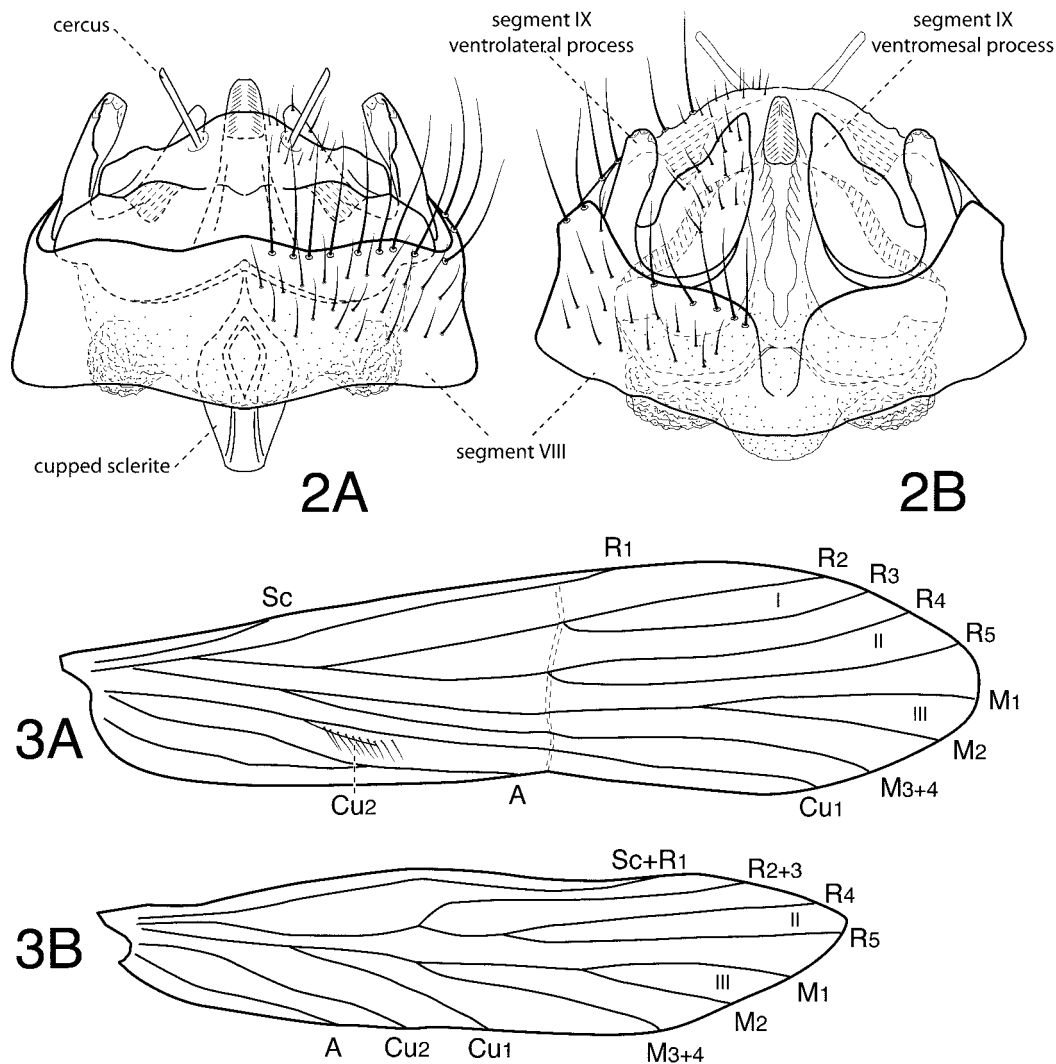 cercus
segment IX
ventrolateral process
segment IX
ventromesal process
cupped sclerite
segment VIII
2A
2B
Sc
R1
R2
R3
R4
R5
I
II
III
M1
M2
M3+4
Cu1
A
Cu2
3A
Sc+R1
R2+3
R4
R5
II
III
M1
M2
M3+4
Cu1
Cu2
A
3B